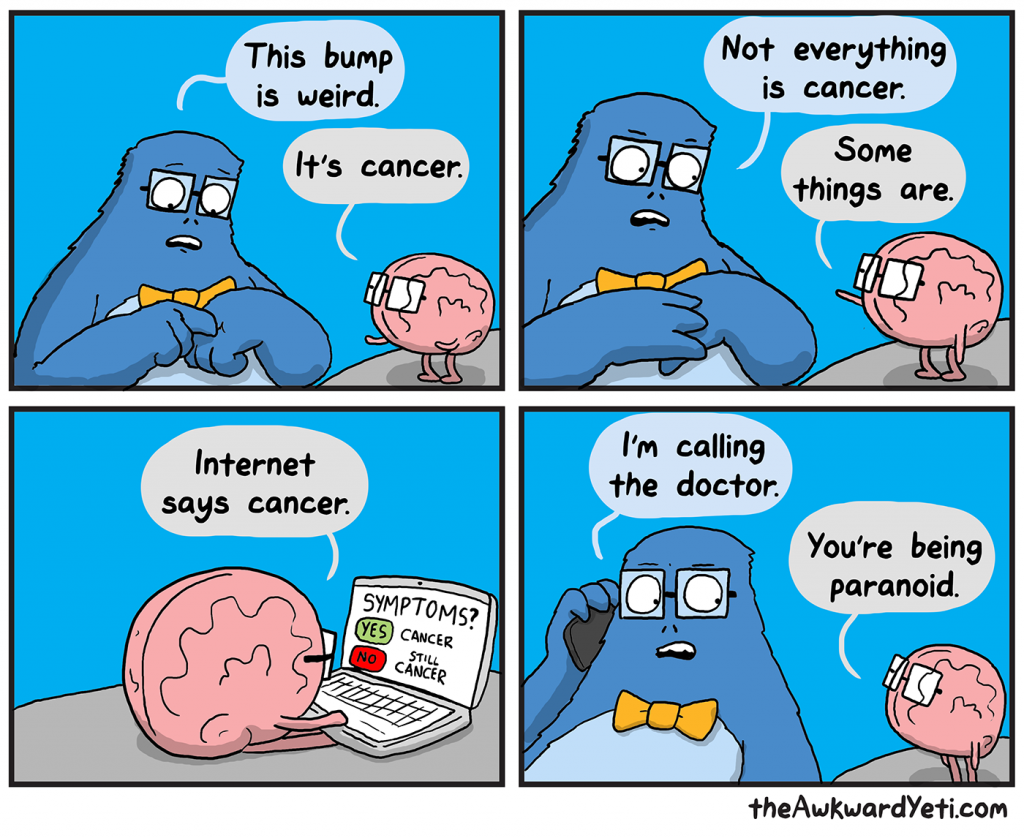 This bump
is weird.
It's cancer.
Not everything
is cancer.
Some
things are.
Internet
says cancer.
SYMPTOMS?
YES CANCER
NO STILL
CANCER
I'm calling
the doctor.
You're being
paranoid.
theAwkwardYeti.com